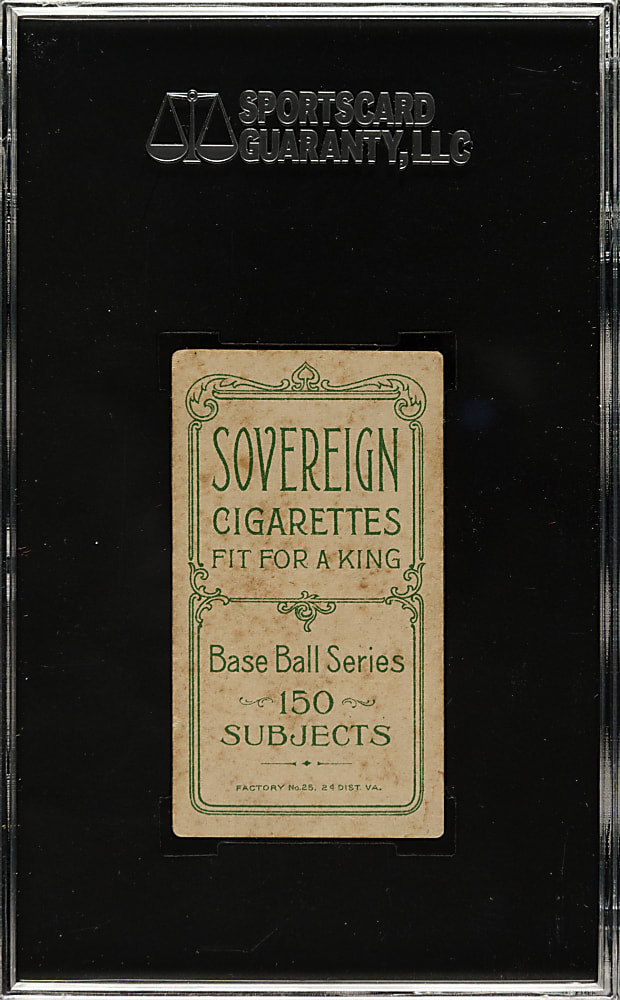 SPORTSCARD
GUARANTY, LLC
SOVEREIGN
CIGARETTES
FIT FOR A KING
Base Ball Series
150
SUBJECTS
FACTORY No. 25, 2d DIST. VA.